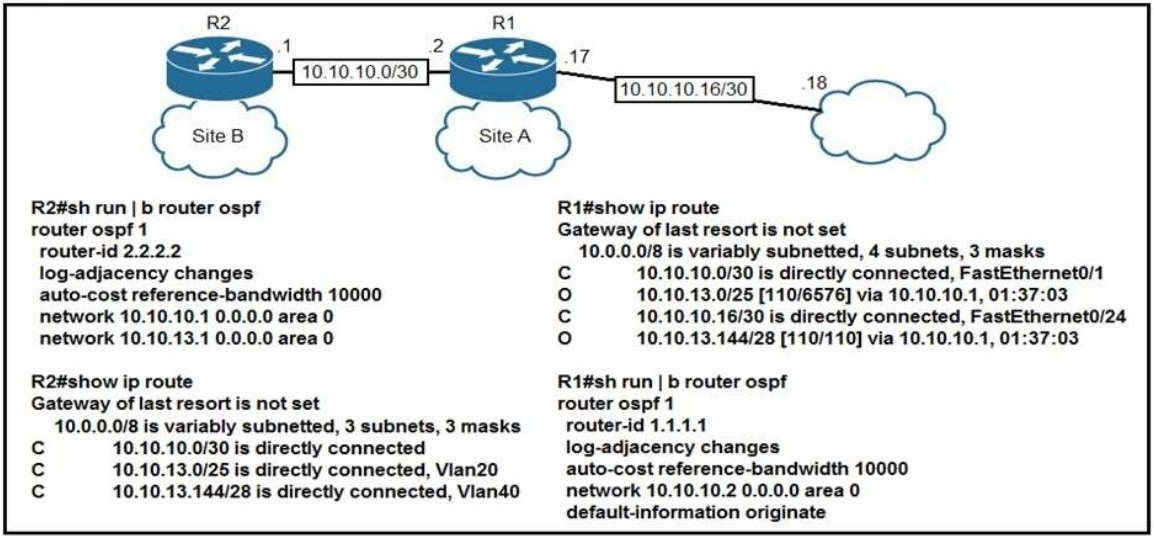 R2
R1
.1
.2
.17
10.10.10.0/30
10.10.10.16/30
.18
Site B
Site A
R2#sh run | b router ospf
router ospf 1
router-id 2.2.2.2
log-adjacency changes
auto-cost reference-bandwidth 10000
network 10.10.10.1 0.0.0.0 area 0
network 10.10.13.1 0.0.0.0 area 0
R2#show ip route
Gateway of last resort is not set
10.0.0.0/8 is variably subnetted, 3 subnets, 3 masks
C 10.10.10.0/30 is directly connected
C 10.10.13.0/25 is directly connected, Vlan20
C 10.10.13.144/28 is directly connected, Vlan40
R1#show ip route
Gateway of last resort is not set
10.0.0.0/8 is variably subnetted, 4 subnets, 3 masks
C 10.10.10.0/30 is directly connected, FastEthernet0/1
O 10.10.13.0/25 [110/6576] via 10.10.10.1, 01:37:03
C 10.10.10.16/30 is directly connected, FastEthernet0/24
O 10.10.13.144/28 [110/110] via 10.10.10.1, 01:37:03
R1#sh run | b router ospf
router ospf 1
router-id 1.1.1.1
log-adjacency changes
auto-cost reference-bandwidth 10000
network 10.10.10.2 0.0.0.0 area 0
default-information originate